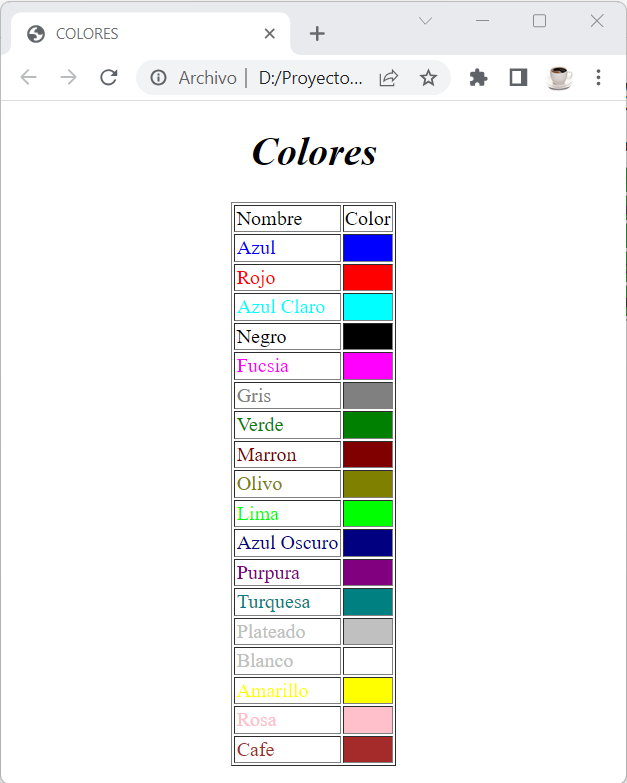 COLORES
Archivo | D:/Proyecto...
Colores
Nombre Color
Azul
Rojo
Azul Claro
Negro
Fucsia
Gris
Verde
Marron
Olivo
Lima
Azul Oscuro
Purpura
Turquesa
Plateado
Blanco
Amarillo
Rosa
Cafe